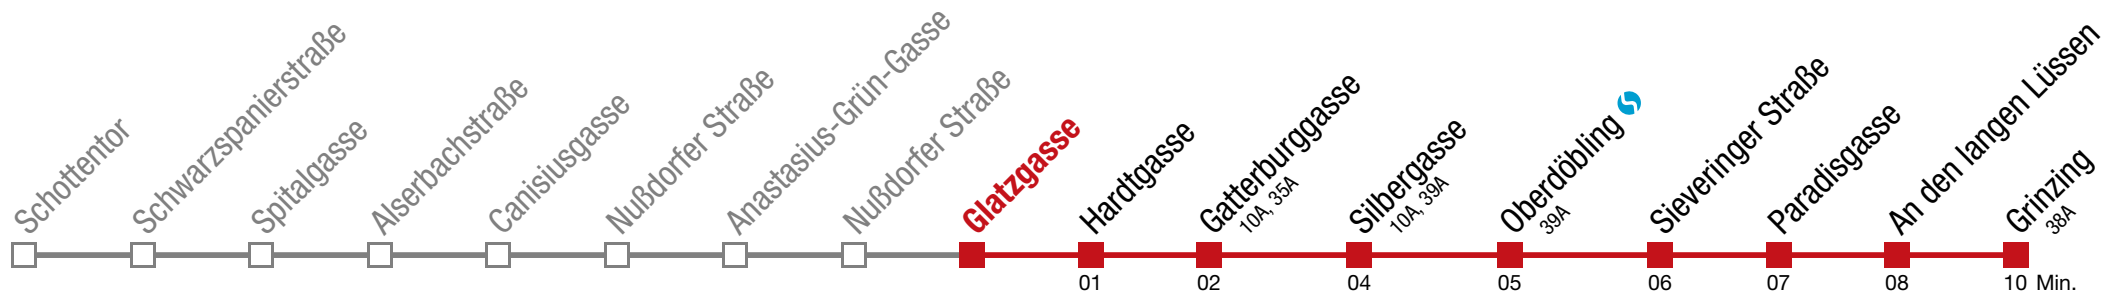 Schottentor
Schwarzspanierstraße
Spitalgasse
Alserbachstraße
Canisiusgasse
Nußdorfer Straße
Anastasius-Grün-Gasse
Nußdorfer Straße
Glatzgasse
Hardtgasse
Gatterburggasse
10A, 35A
Silbergasse
10A, 39A
Oberdöbling
39A
Sieveringer Straße
Paradisgasse
An den langen Lüssen
Grinzing
38A
01 02 04 05 06 07 08 10 Min.